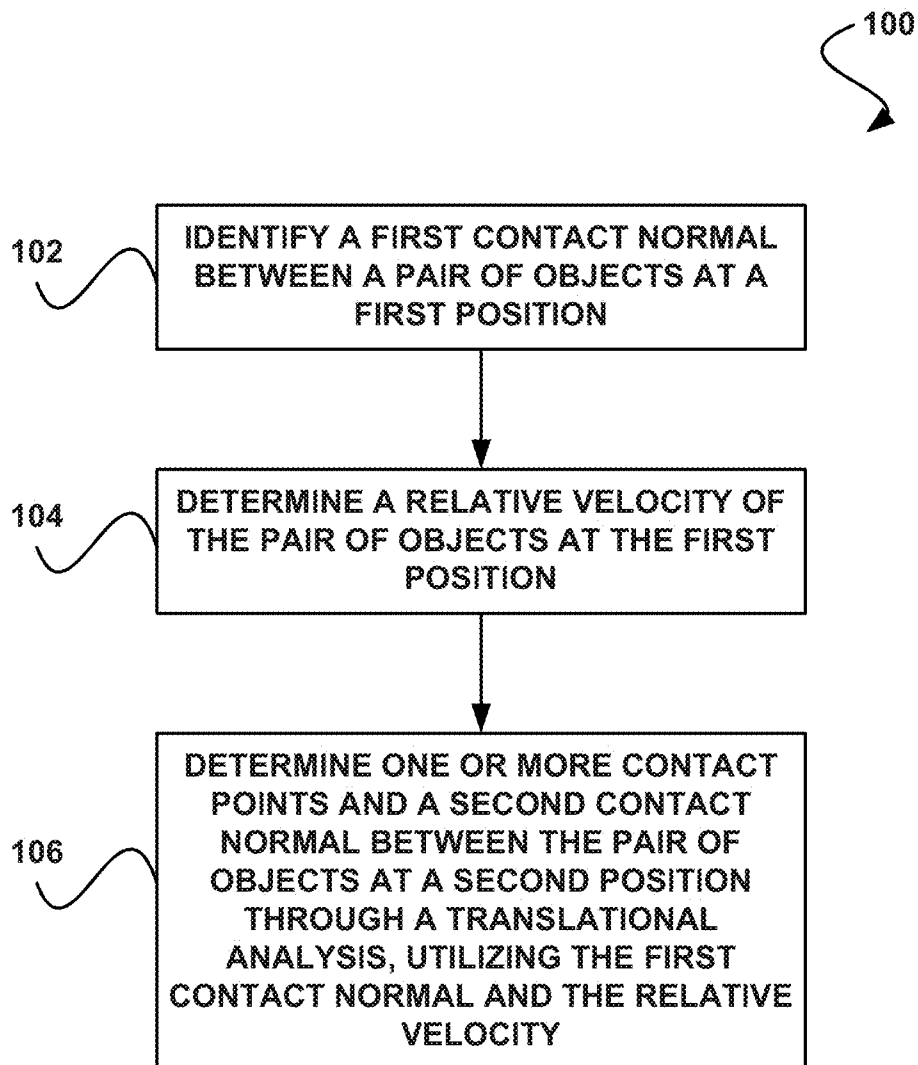 100
102
IDENTIFY A FIRST CONTACT NORMAL
BETWEEN A PAIR OF OBJECTS AT A
FIRST POSITION
104
DETERMINE A RELATIVE VELOCITY OF
THE PAIR OF OBJECTS AT THE FIRST
POSITION
106
DETERMINE ONE OR MORE CONTACT
POINTS AND A SECOND CONTACT
NORMAL BETWEEN THE PAIR OF
OBJECTS AT A SECOND POSITION
THROUGH A TRANSLATIONAL
ANALYSIS, UTILIZING THE FIRST
CONTACT NORMAL AND THE RELATIVE
VELOCITY